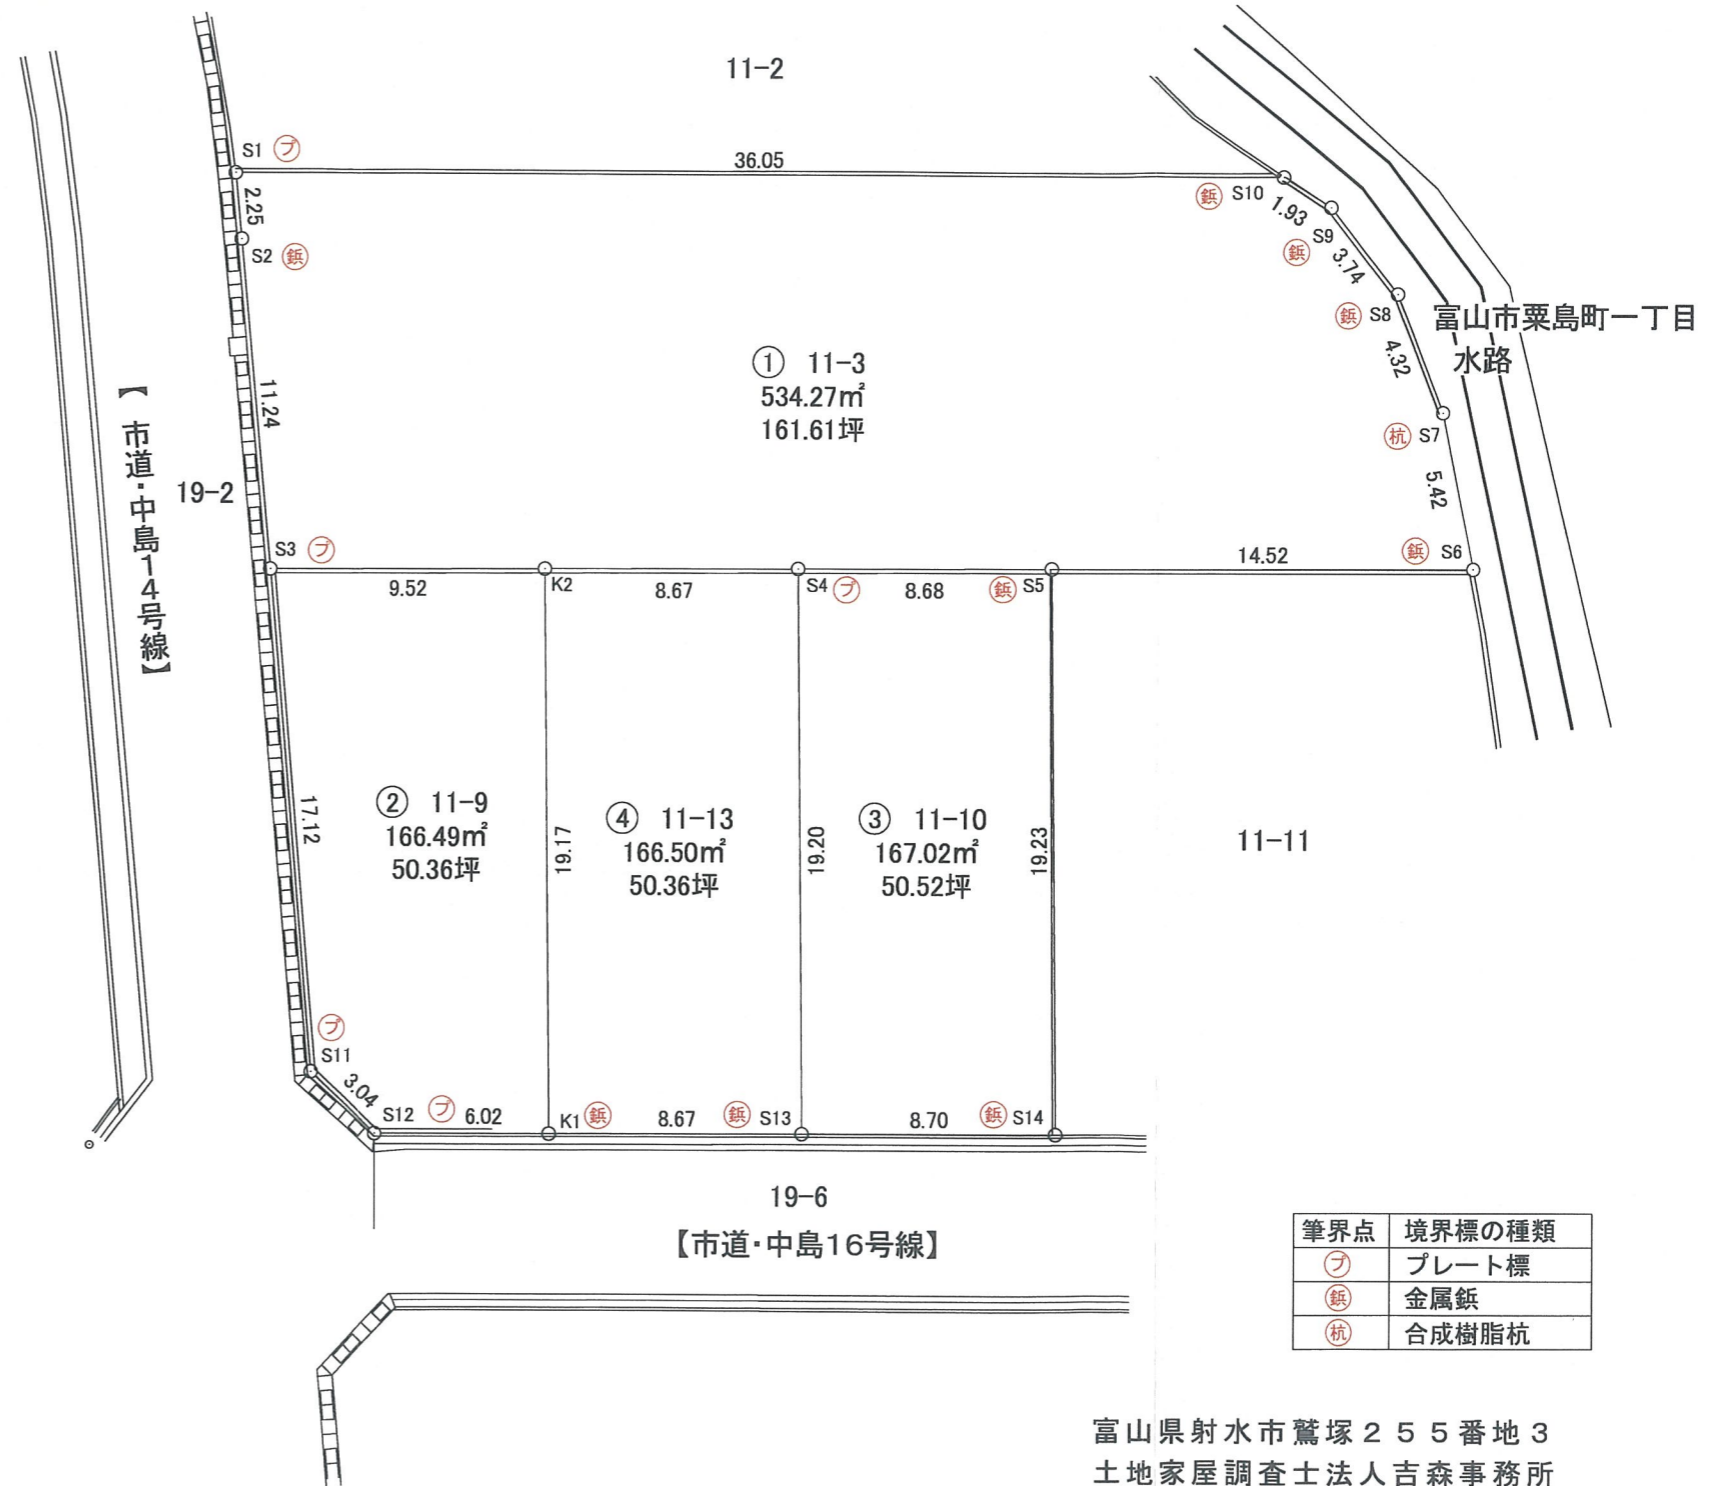 11-2
S1 プ
36.05
2.25
S2 鋲
鋲 S10
1.93
S9
鋲
3.74
鋲 S8
富山市粟島町一丁目
水路
4.32
杭 S7
5.42
① 11-3
534.27㎡
161.61坪
11.24
【市道・中島14号線】
19-2
S3 プ
9.52
K2
8.67
S4 プ
8.68
鋲 S5
14.52
鋲 S6
17.12
② 11-9
166.49㎡
50.36坪
19.17
④ 11-13
166.50㎡
50.36坪
19.20
③ 11-10
167.02㎡
50.52坪
19.23
11-11
プ
S11
3.04
S12 プ 6.02
K1 鋲
8.67
鋲 S13
8.70
鋲 S14
19-6
【市道・中島16号線】
筆界点 境界標の種類
プ プレート標
鋲 金属鋲
杭 合成樹脂杭
富山県射水市鷲塚２５５番地３
土地家屋調査士法人吉森事務所